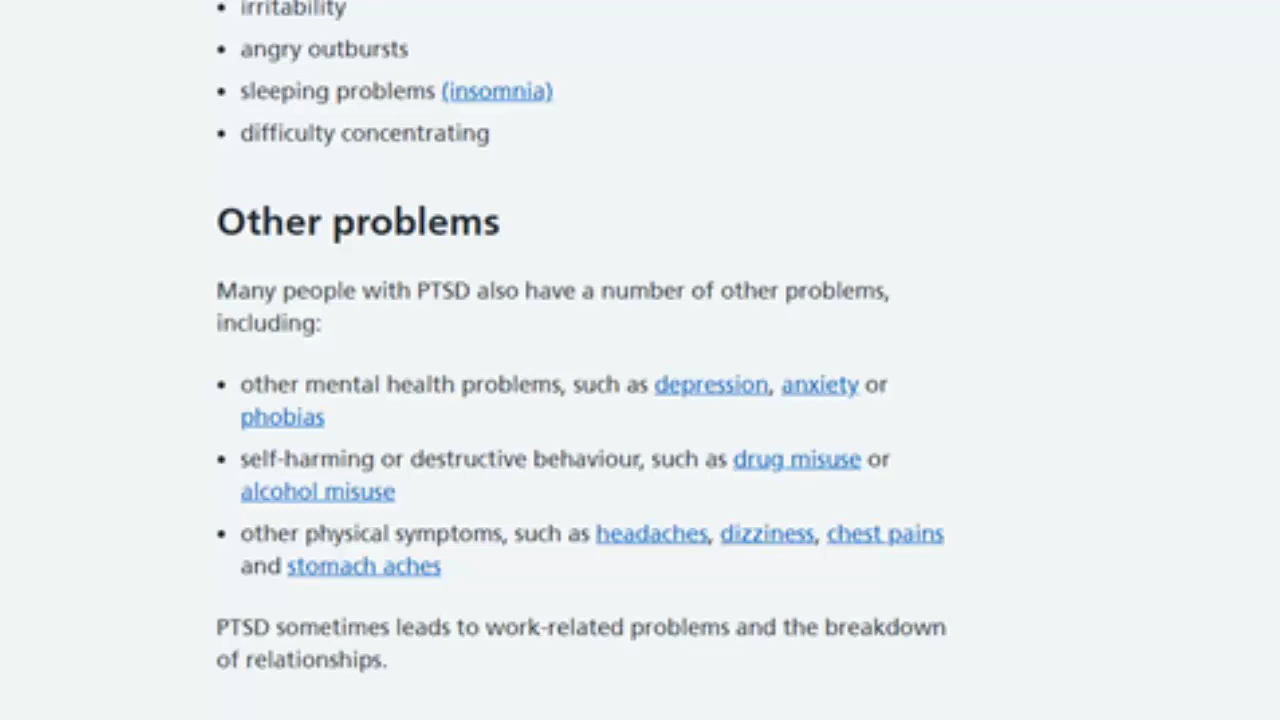 • irritability
• angry outbursts
• sleeping problems (insomnia)
• difficulty concentrating
Other problems
Many people with PTSD also have a number of other problems,
including:
• other mental health problems, such as depression, anxiety or
phobias
• self-harming or destructive behaviour, such as drug misuse or
alcohol misuse
• other physical symptoms, such as headaches, dizziness, chest pains
and stomach aches
PTSD sometimes leads to work-related problems and the breakdown
of relationships.